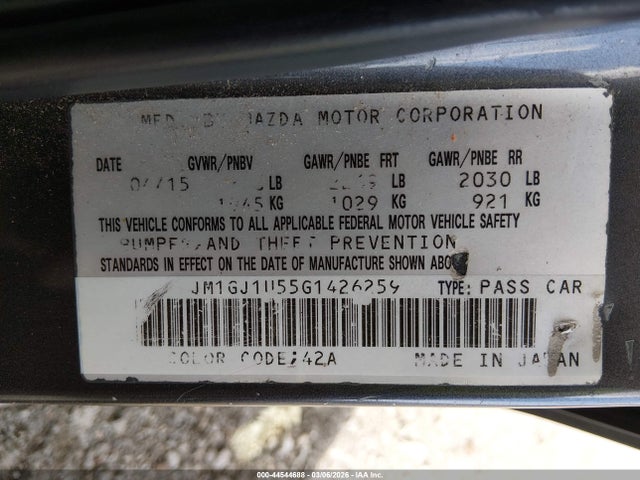 MOTOR CORPORATION
DATE GVWR/PNBV GAWR/PNBE FRT GAWR/PNBE RR
LB LB 2030 LB
KG 1029 KG 921 KG
THIS VEHICLE CONFORMS TO ALL APPLICABLE FEDERAL MOTOR VEHICLE SAFETY
AND THEFT PREVENTION
STANDARDS IN EFFECT ON THE DATE OF MANUFACTURE SHOWN
JM1GJ1U55G1426259 TYPE: PASS CAR
COLOR CODE:42A MADE IN JAPAN
000-44544688 - 03/06/2026 - IAA Inc.